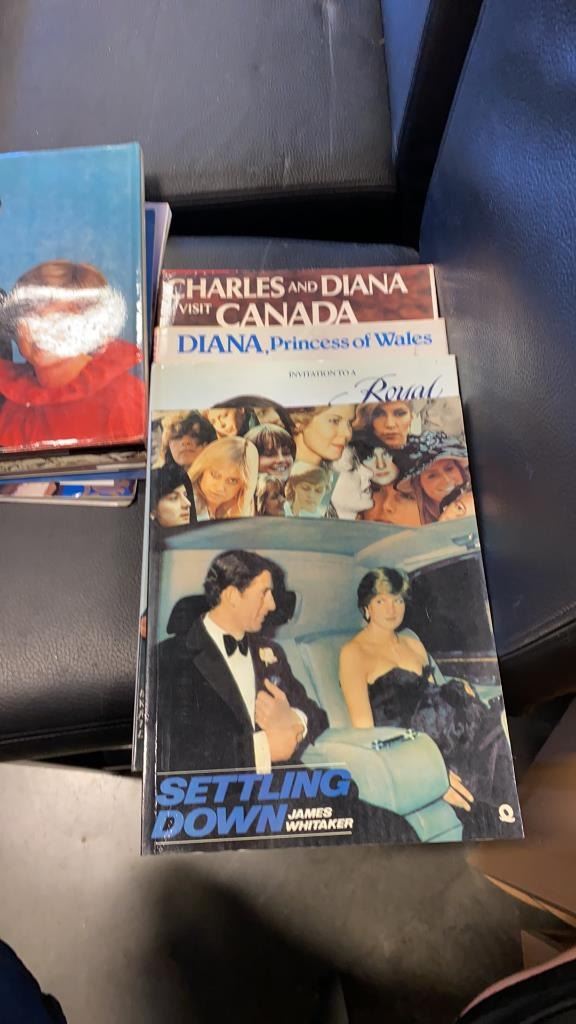 CHARLES AND DIANA
VISIT CANADA
DIANA, Princess of Wales
INVITATION TO A
Royal
SETTLING
DOWN JAMES
WHITAKER
Q